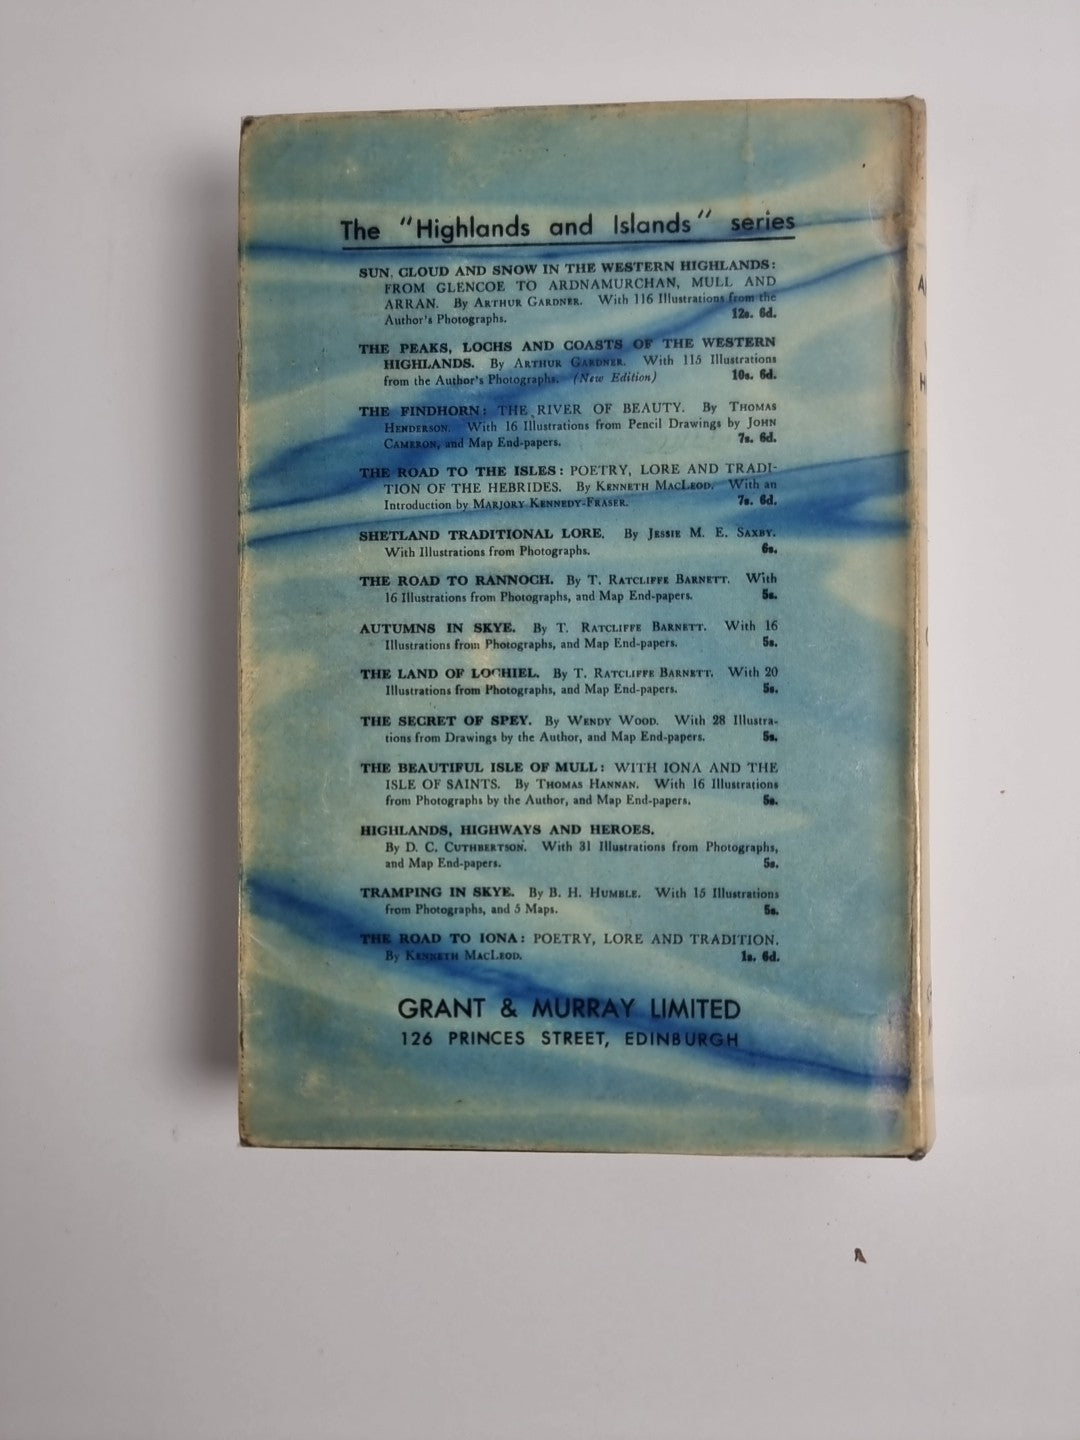 The "Highlands and Islands" series
SUN, CLOUD AND SNOW IN THE WESTERN HIGHLANDS:
FROM GLENCOE TO ARDNAMURCHAN, MULL AND
ARRAN. By ARTHUR GARDNER. With 116 Illustrations from the
Author's Photographs. 12s. 6d.
THE PEAKS, LOCHS AND COASTS OF THE WESTERN
HIGHLANDS. By ARTHUR GARDNER. With 115 Illustrations
from the Author's Photographs. (New Edition) 10s. 6d.
THE FINDHORN: THE RIVER OF BEAUTY. By THOMAS
HENDERSON. With 16 Illustrations from Pencil Drawings by JOHN
CAMERON, and Map End-papers. 7s. 6d.
THE ROAD TO THE ISLES: POETRY, LORE AND TRADI-
TION OF THE HEBRIDES. By KENNETH MACLEOD. With an
Introduction by MARJORY KENNEDY-FRASER. 7s. 6d.
SHETLAND TRADITIONAL LORE. By JESSIE M. E. SAXBY.
With Illustrations from Photographs. 6s.
THE ROAD TO RANNOCH. By T. RATCLIFFE BARNETT. With
16 Illustrations from Photographs, and Map End-papers. 5s.
AUTUMNS IN SKYE. By T. RATCLIFFE BARNETT. With 16
Illustrations from Photographs, and Map End-papers. 5s.
THE LAND OF LOCHIEL. By T. RATCLIFFE BARNETT. With 20
Illustrations from Photographs, and Map End-papers. 5s.
THE SECRET OF SPEY. By WENDY WOOD. With 28 Illustra-
tions from Drawings by the Author, and Map End-papers. 5s.
THE BEAUTIFUL ISLE OF MULL: WITH IONA AND THE
ISLE OF SAINTS. By THOMAS HANNAN. With 16 Illustrations
from Photographs by the Author, and Map End-papers. 5s.
HIGHLANDS, HIGHWAYS AND HEROES.
By D. C. CUTHBERTSON. With 31 Illustrations from Photographs,
and Map End-papers. 5s.
TRAMPING IN SKYE. By B. H. HUMBLE. With 15 Illustrations
from Photographs, and 5 Maps. 5s.
THE ROAD TO IONA: POETRY, LORE AND TRADITION.
By KENNETH MACLEOD. 1s. 6d.
GRANT & MURRAY LIMITED
126 PRINCES STREET, EDINBURGH